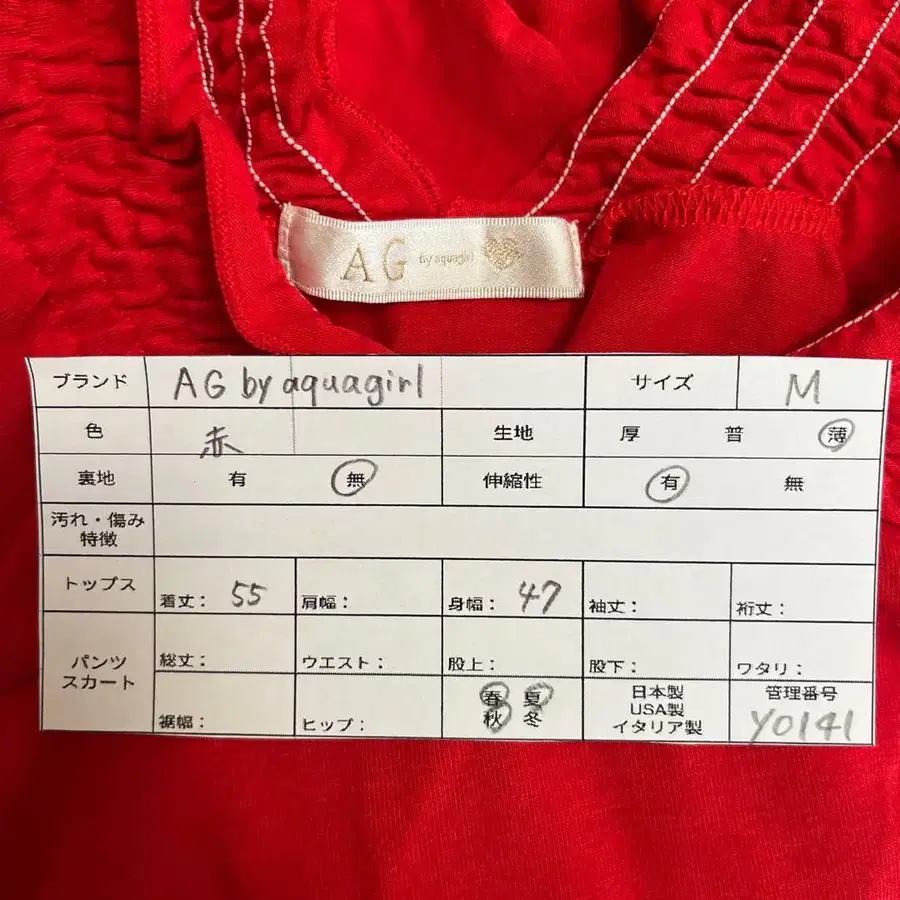 AG by aquagirl
ブランド AG by aquagirl サイズ M
色 赤 生地 厚 普 薄
裏地 有 無 伸縮性 有 無
汚れ・傷み
特徴
トップス 着丈: 55 肩幅: 身幅: 47 袖丈: 裄丈:
パンツ
スカート
総丈: ウエスト: 股上: 股下: ワタリ:
裾幅: ヒップ:
春 夏
秋 冬
日本製
USA製
イタリア製
管理番号
Y0141